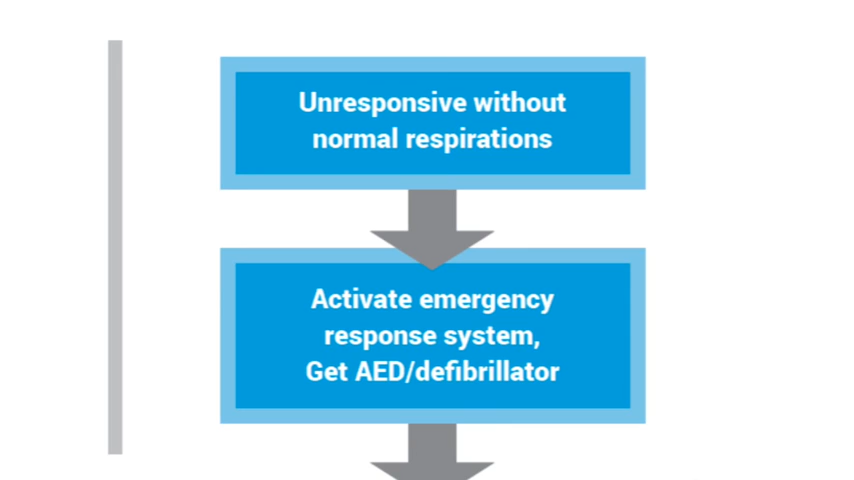 Unresponsive without
normal respirations
Activate emergency
response system,
Get AED/defibrillator